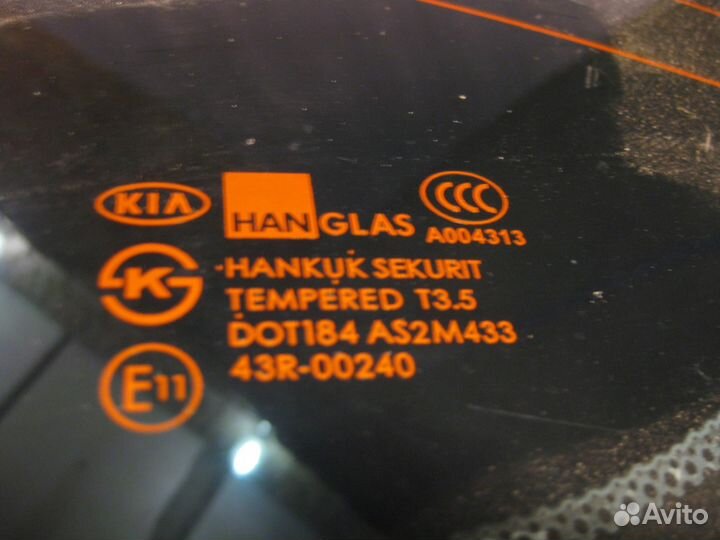 KIA HANGLAS CCC
A004313
K HANKUK SEKURIT
TEMPERED T3.5
DOT184 AS2M433
E11 43R-00240
Avito